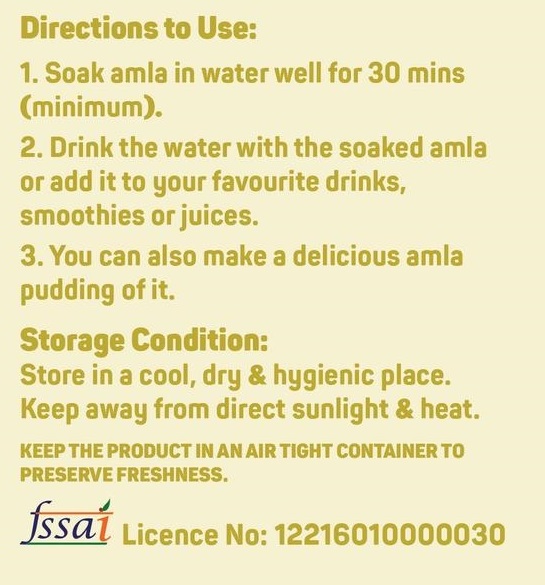 Directions to Use:
1. Soak amla in water well for 30 mins
(minimum).
2. Drink the water with the soaked amla
or add it to your favourite drinks,
smoothies or juices.
3. You can also make a delicious amla
pudding of it.
Storage Condition:
Store in a cool, dry & hygienic place.
Keep away from direct sunlight & heat.
KEEP THE PRODUCT IN AN AIR TIGHT CONTAINER TO
PRESERVE FRESHNESS.
fssai Licence No: 12216010000030